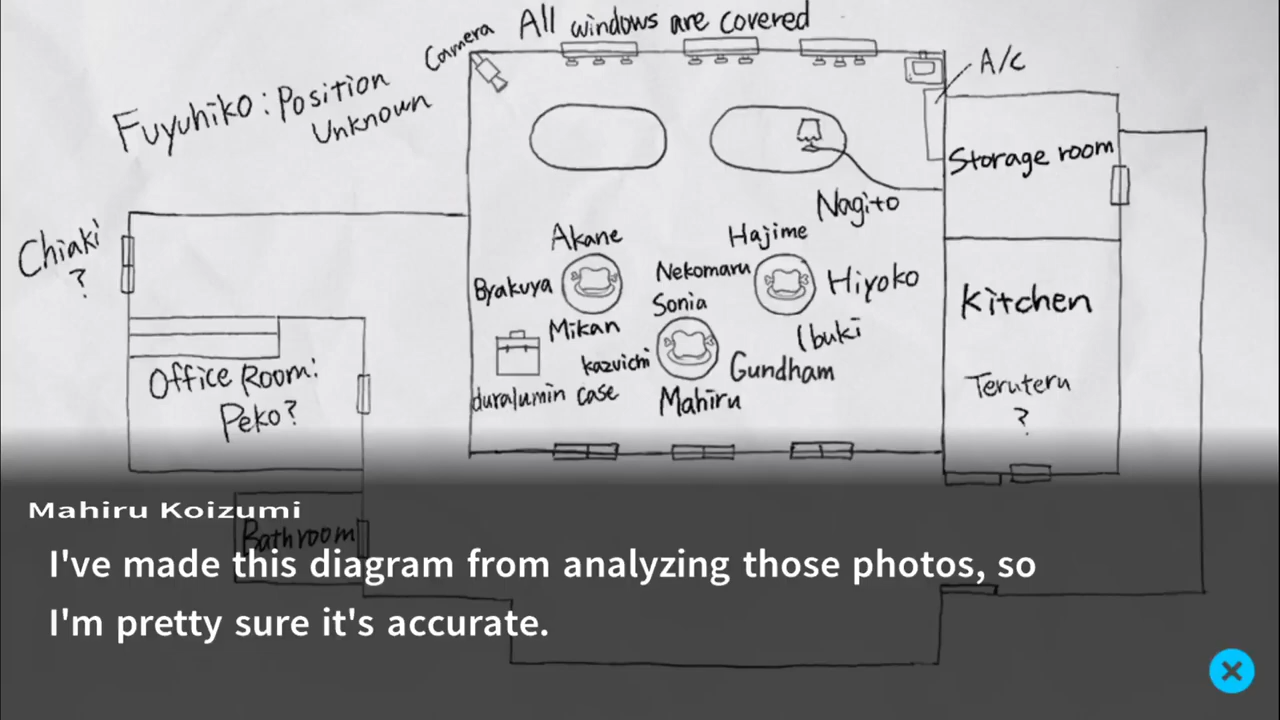 All windows are covered
Camera
A/c
Fuyuhiko: Position
Unknown
Storage room
Nagito
Chiaki
?
Akane
Hajime
Byakuya
Nekomaru
Hiyoko
Sonia
Kitchen
Mikan
Ibuki
kazuichi
Gundham
Office Room:
Peko?
duralumin case
Mahiru
Teruteru
?
Mahiru Koizumi
Bathroom
I've made this diagram from analyzing those photos, so
I'm pretty sure it's accurate.